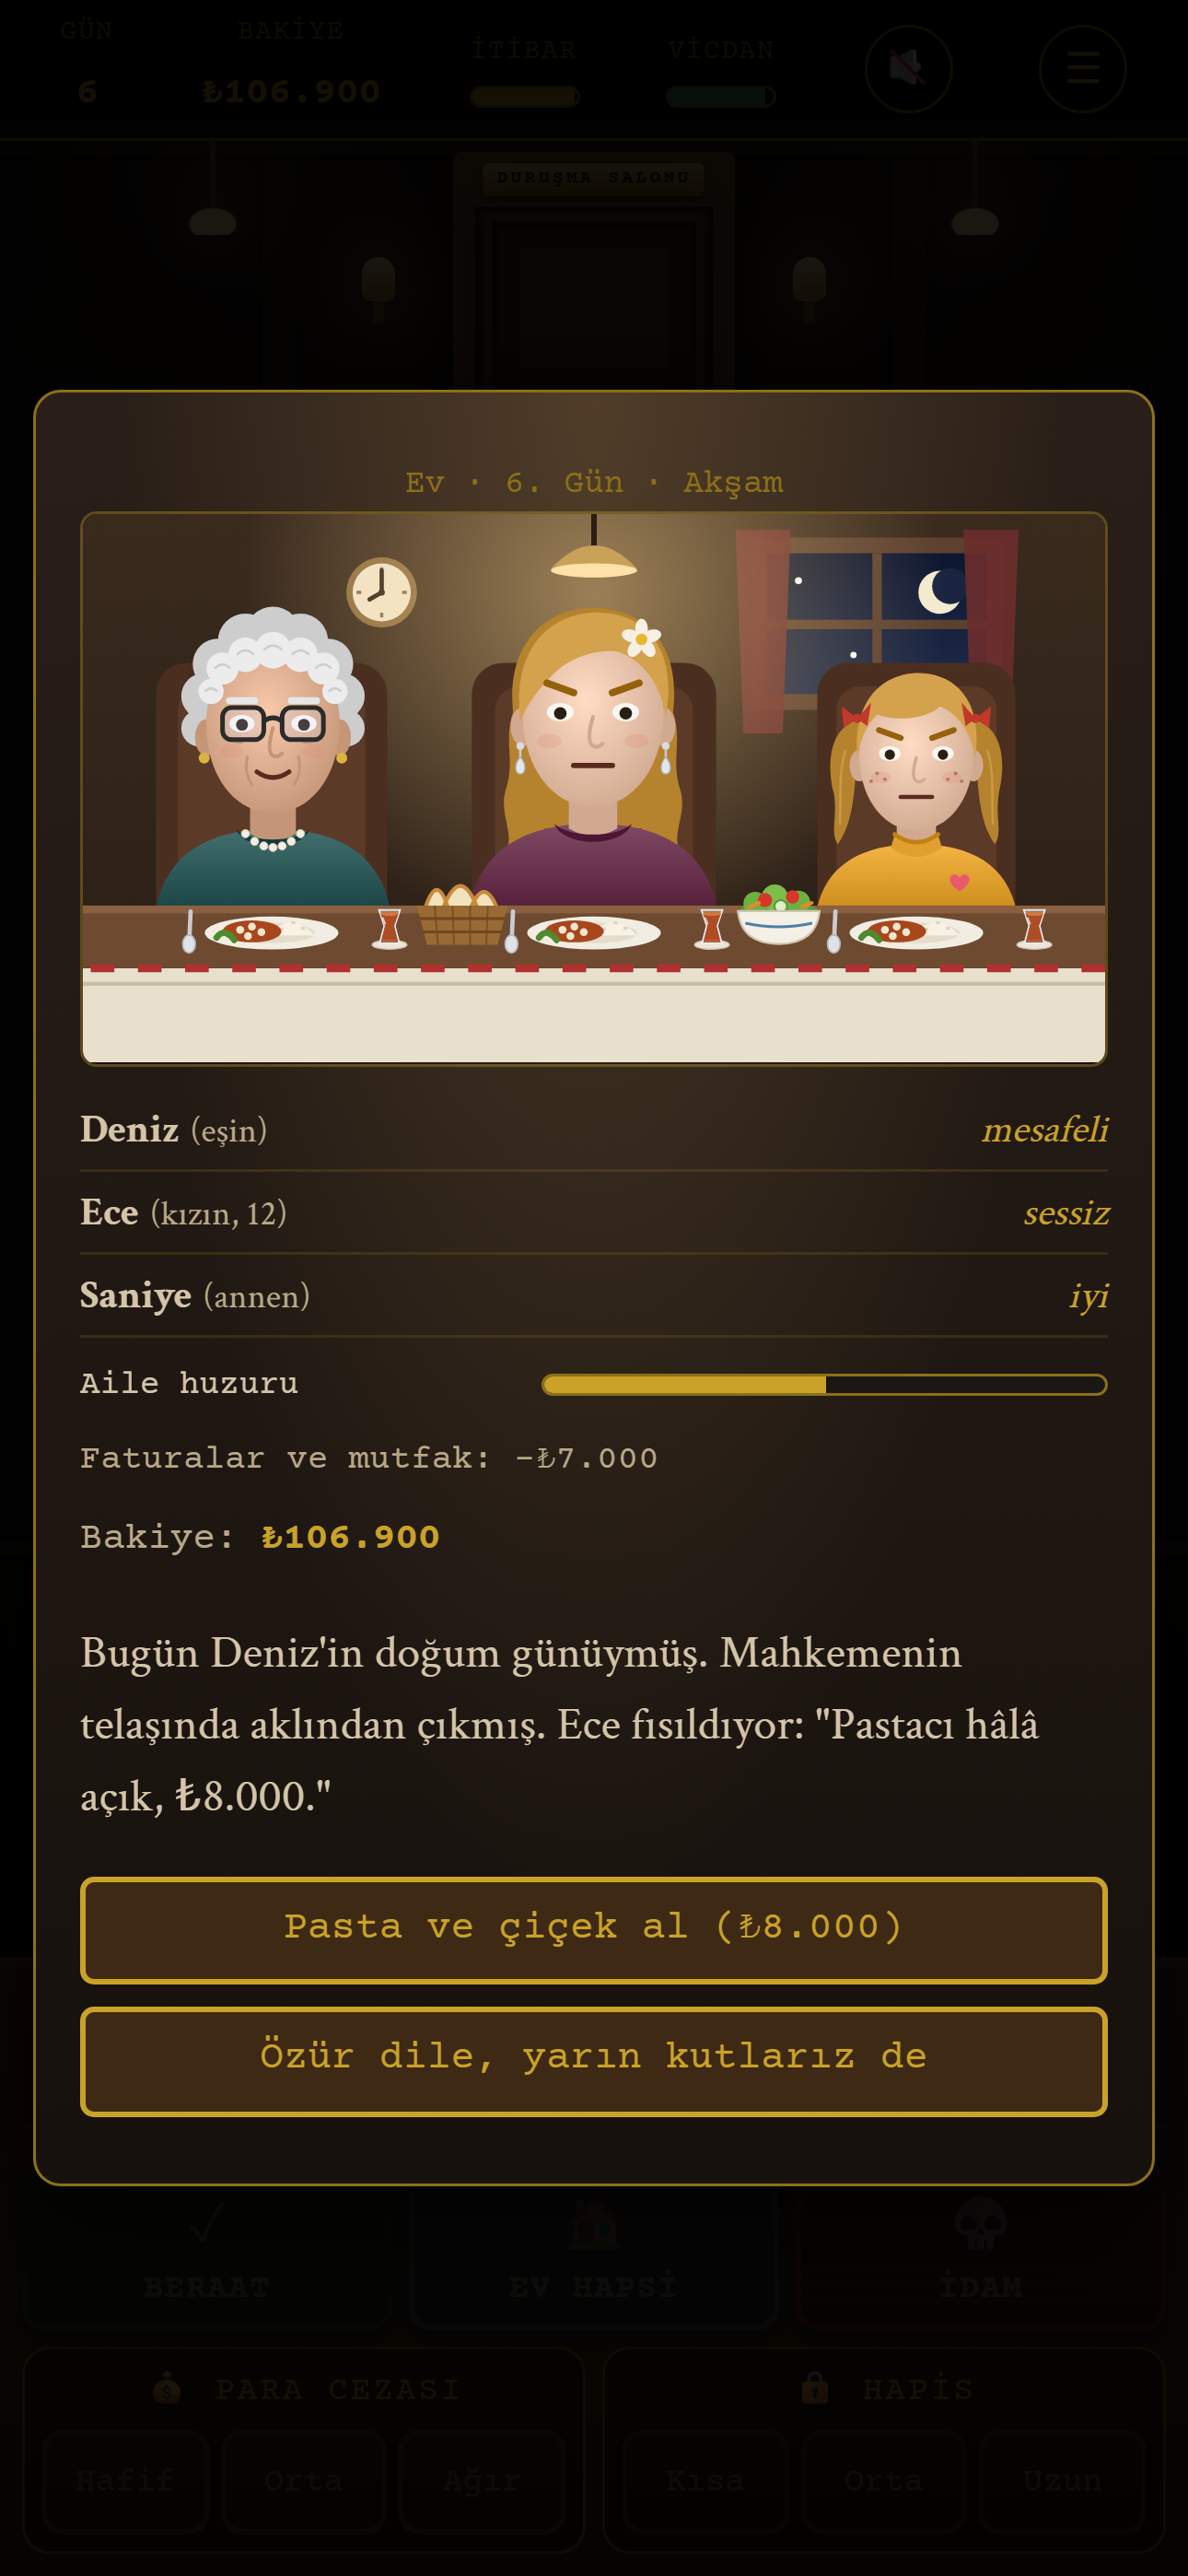 GÜN
BAKİYE
İTİBAR
VİCDAN
6
₺106.900
DURUŞMA SALONU
Ev · 6. Gün · Akşam
Deniz (eşin)
mesafeli
Ece (kızın, 12)
sessiz
Saniye (annen)
iyi
Aile huzuru
Faturalar ve mutfak: −₺7.000
Bakiye: ₺106.900
Bugün Deniz'in doğum günüymüş. Mahkemenin
telaşında aklından çıkmış. Ece fısıldıyor: "Pastacı hâlâ
açık, ₺8.000."
Pasta ve çiçek al (₺8.000)
Özür dile, yarın kutlarız de
BERAAT
EV HAPSİ
İDAM
PARA CEZASI
HAPİS
Hafif
Orta
Ağır
Kısa
Orta
Uzun